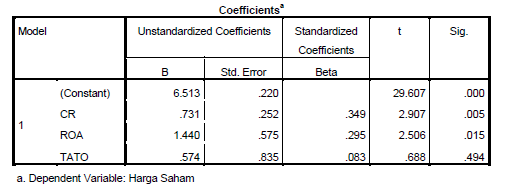 Coefficientsa
Model Unstandardized Coefficients Standardized Coefficients t Sig.
B Std. Error Beta
1
(Constant) 6.513 .220 29.607 .000
CR .731 .252 .349 2.907 .005
ROA 1.440 .575 .295 2.506 .015
TATO .574 .835 .083 .688 .494
a. Dependent Variable: Harga Saham